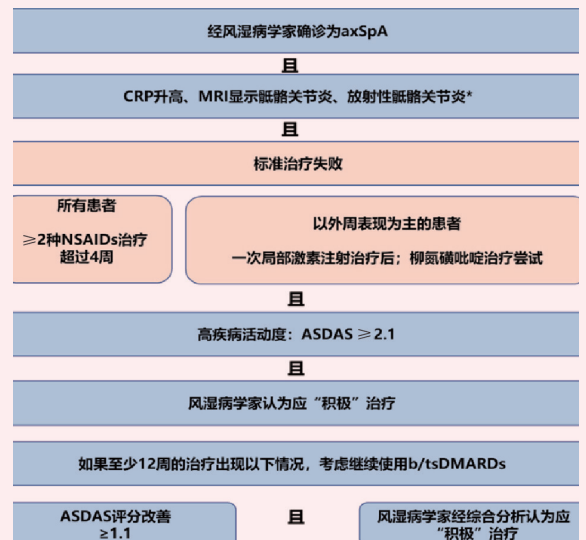 经风湿病学家确诊为axSpA
且
CRP升高、MRI显示骶髂关节炎、放射性骶髂关节炎*
且
标准治疗失败
所有患者
≥2种NSAIDs治疗
超过4周
以外周表现为主的患者
一次局部激素注射治疗后；柳氮磺吡啶治疗尝试
且
高疾病活动度：ASDAS ≥2.1
且
风湿病学家认为应“积极”治疗
如果至少12周的治疗出现以下情况，考虑继续使用b/tsDMARDs
ASDAS评分改善
≥1.1
且
风湿病学家经综合分析认为应
“积极”治疗